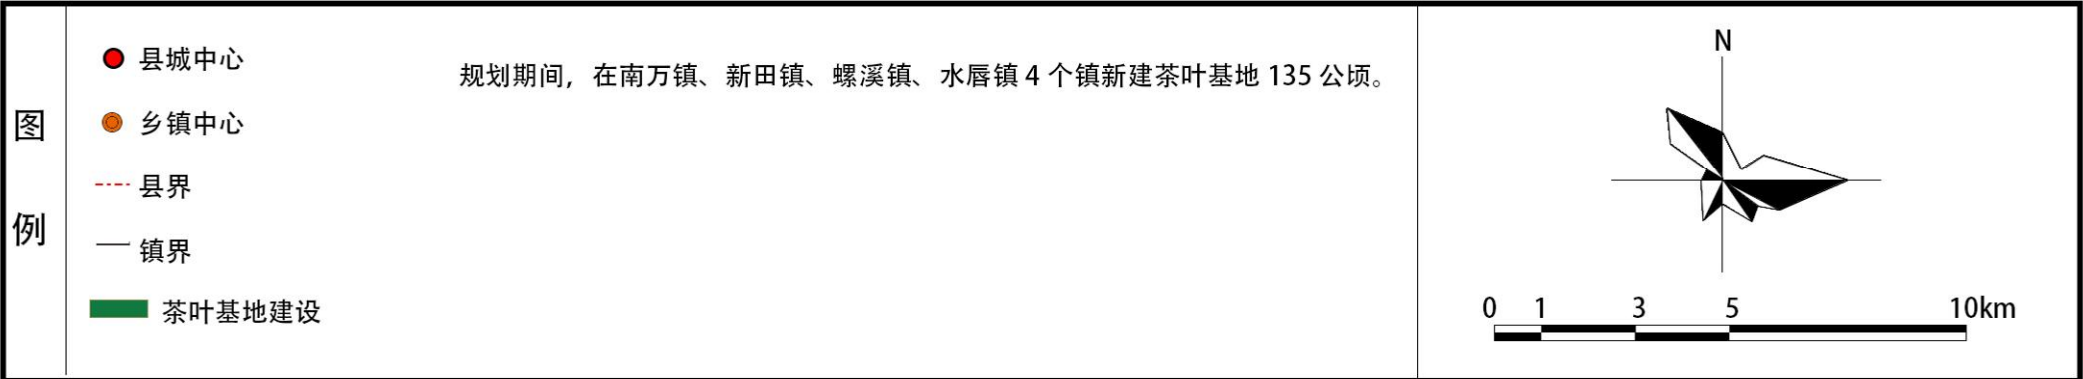 图
例
县城中心
乡镇中心
县界
镇界
茶叶基地建设
规划期间，在南万镇、新田镇、螺溪镇、水唇镇 4 个镇新建茶叶基地 135 公顷。
N
0 1 3 5 10km